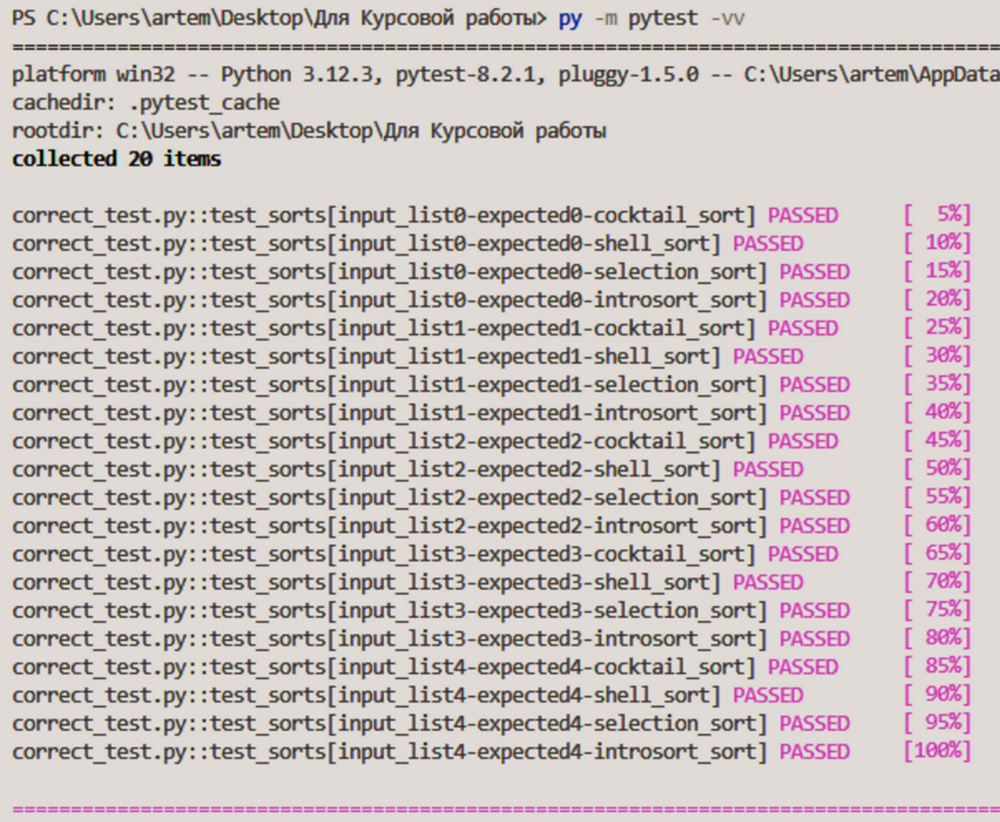 PS C:\Users\artem\Desktop\Для Курсовой работы> py -m pytest -vv
================================================================================
platform win32 -- Python 3.12.3, pytest-8.2.1, pluggy-1.5.0 -- C:\Users\artem\AppData
cachedir: .pytest_cache
rootdir: C:\Users\artem\Desktop\Для Курсовой работы
collected 20 items
correct_test.py::test_sorts[input_list0-expected0-cocktail_sort] PASSED [  5%]
correct_test.py::test_sorts[input_list0-expected0-shell_sort] PASSED [ 10%]
correct_test.py::test_sorts[input_list0-expected0-selection_sort] PASSED [ 15%]
correct_test.py::test_sorts[input_list0-expected0-introsort_sort] PASSED [ 20%]
correct_test.py::test_sorts[input_list1-expected1-cocktail_sort] PASSED [ 25%]
correct_test.py::test_sorts[input_list1-expected1-shell_sort] PASSED [ 30%]
correct_test.py::test_sorts[input_list1-expected1-selection_sort] PASSED [ 35%]
correct_test.py::test_sorts[input_list1-expected1-introsort_sort] PASSED [ 40%]
correct_test.py::test_sorts[input_list2-expected2-cocktail_sort] PASSED [ 45%]
correct_test.py::test_sorts[input_list2-expected2-shell_sort] PASSED [ 50%]
correct_test.py::test_sorts[input_list2-expected2-selection_sort] PASSED [ 55%]
correct_test.py::test_sorts[input_list2-expected2-introsort_sort] PASSED [ 60%]
correct_test.py::test_sorts[input_list3-expected3-cocktail_sort] PASSED [ 65%]
correct_test.py::test_sorts[input_list3-expected3-shell_sort] PASSED [ 70%]
correct_test.py::test_sorts[input_list3-expected3-selection_sort] PASSED [ 75%]
correct_test.py::test_sorts[input_list3-expected3-introsort_sort] PASSED [ 80%]
correct_test.py::test_sorts[input_list4-expected4-cocktail_sort] PASSED [ 85%]
correct_test.py::test_sorts[input_list4-expected4-shell_sort] PASSED [ 90%]
correct_test.py::test_sorts[input_list4-expected4-selection_sort] PASSED [ 95%]
correct_test.py::test_sorts[input_list4-expected4-introsort_sort] PASSED [100%]
================================================================================